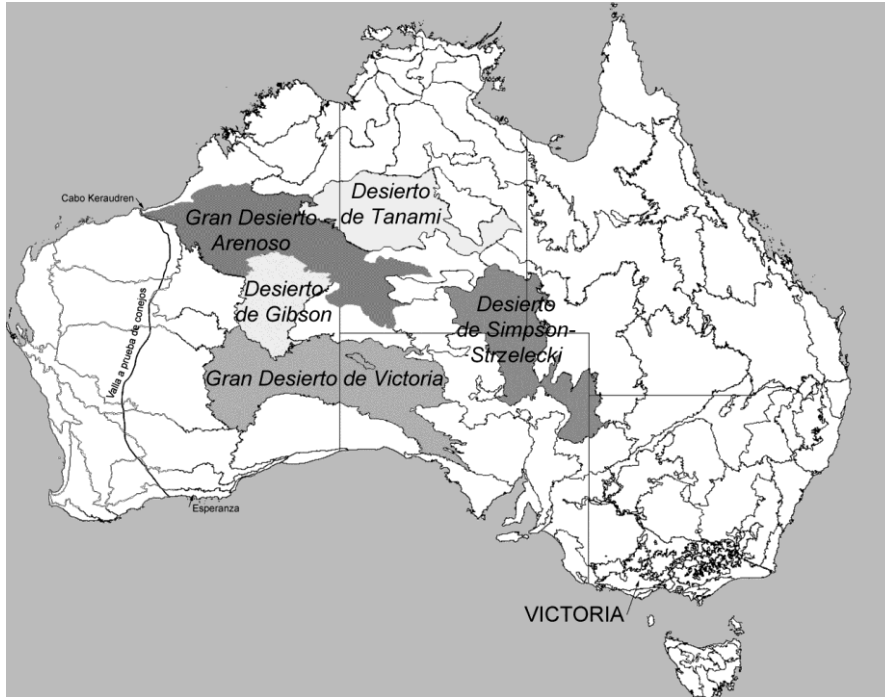 Cabo Keraudren
Desierto
de Tanami
Gran Desierto
Arenoso
Desierto
de Gibson
Desierto
de Simpson-
Strzelecki
Valla a prueba de conejos
Gran Desierto de Victoria
Esperanza
VICTORIA